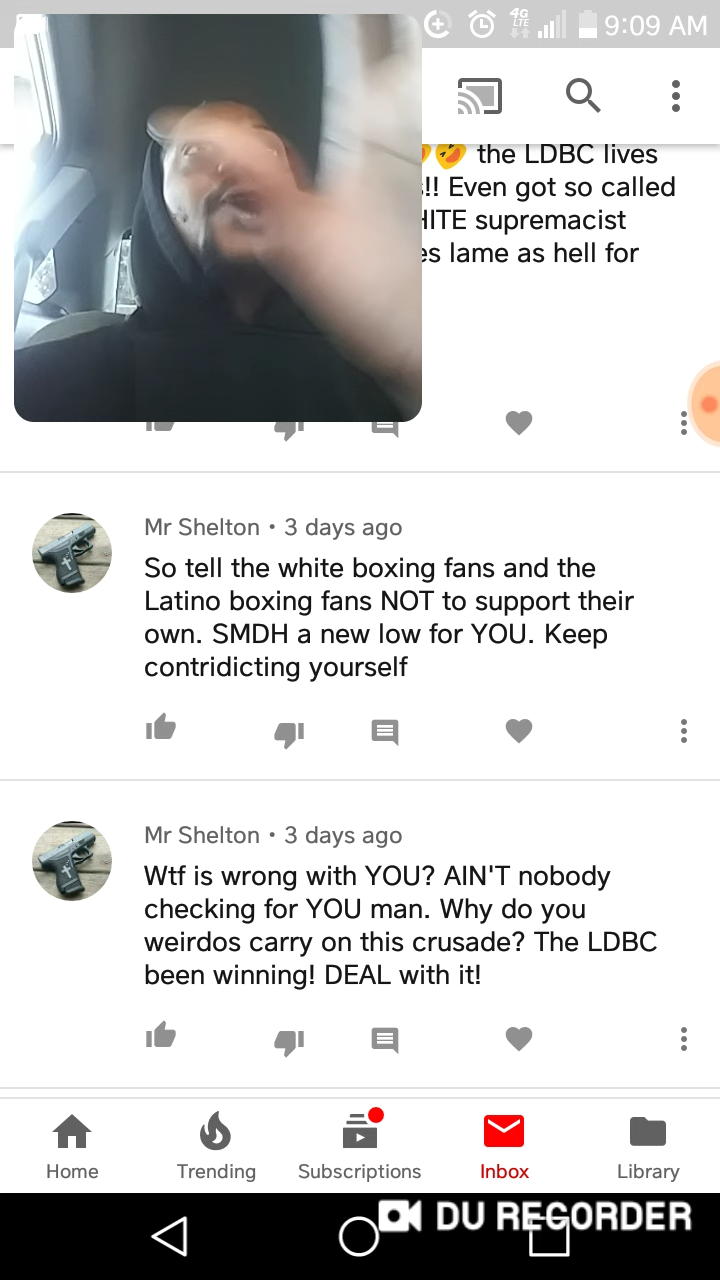 4G
LTE
9:09 AM
the LDBC lives
!! Even got so called
HITE supremacist
es lame as hell for
Mr Shelton • 3 days ago
So tell the white boxing fans and the
Latino boxing fans NOT to support their
own. SMDH a new low for YOU. Keep
contridicting yourself
Mr Shelton • 3 days ago
Wtf is wrong with YOU? AIN'T nobody
checking for YOU man. Why do you
weirdos carry on this crusade? The LDBC
been winning! DEAL with it!
Home
Trending
Subscriptions
Inbox
Library
DU RECORDER